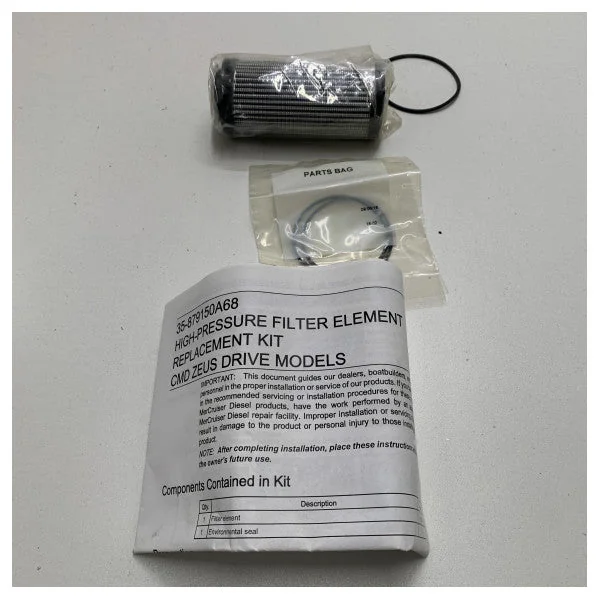 PARTS BAG
35-879150A68
HIGH-PRESSURE FILTER ELEMENT
REPLACEMENT KIT
CMD ZEUS DRIVE MODELS
IMPORTANT: This document guides our dealers, boatbuilders,
personnel in the proper installation or service of our products. If
in the recommended servicing or installation procedures for
MerCruiser Diesel products, have the work performed by an
MerCruiser Diesel repair facility. Improper installation or
result in damage to the product or personal injury to those
product.
NOTE: After completing installation, place these
the owner's future use.
Components Contained in Kit
Qty. Description
1 Filter element
1 Environmental seal